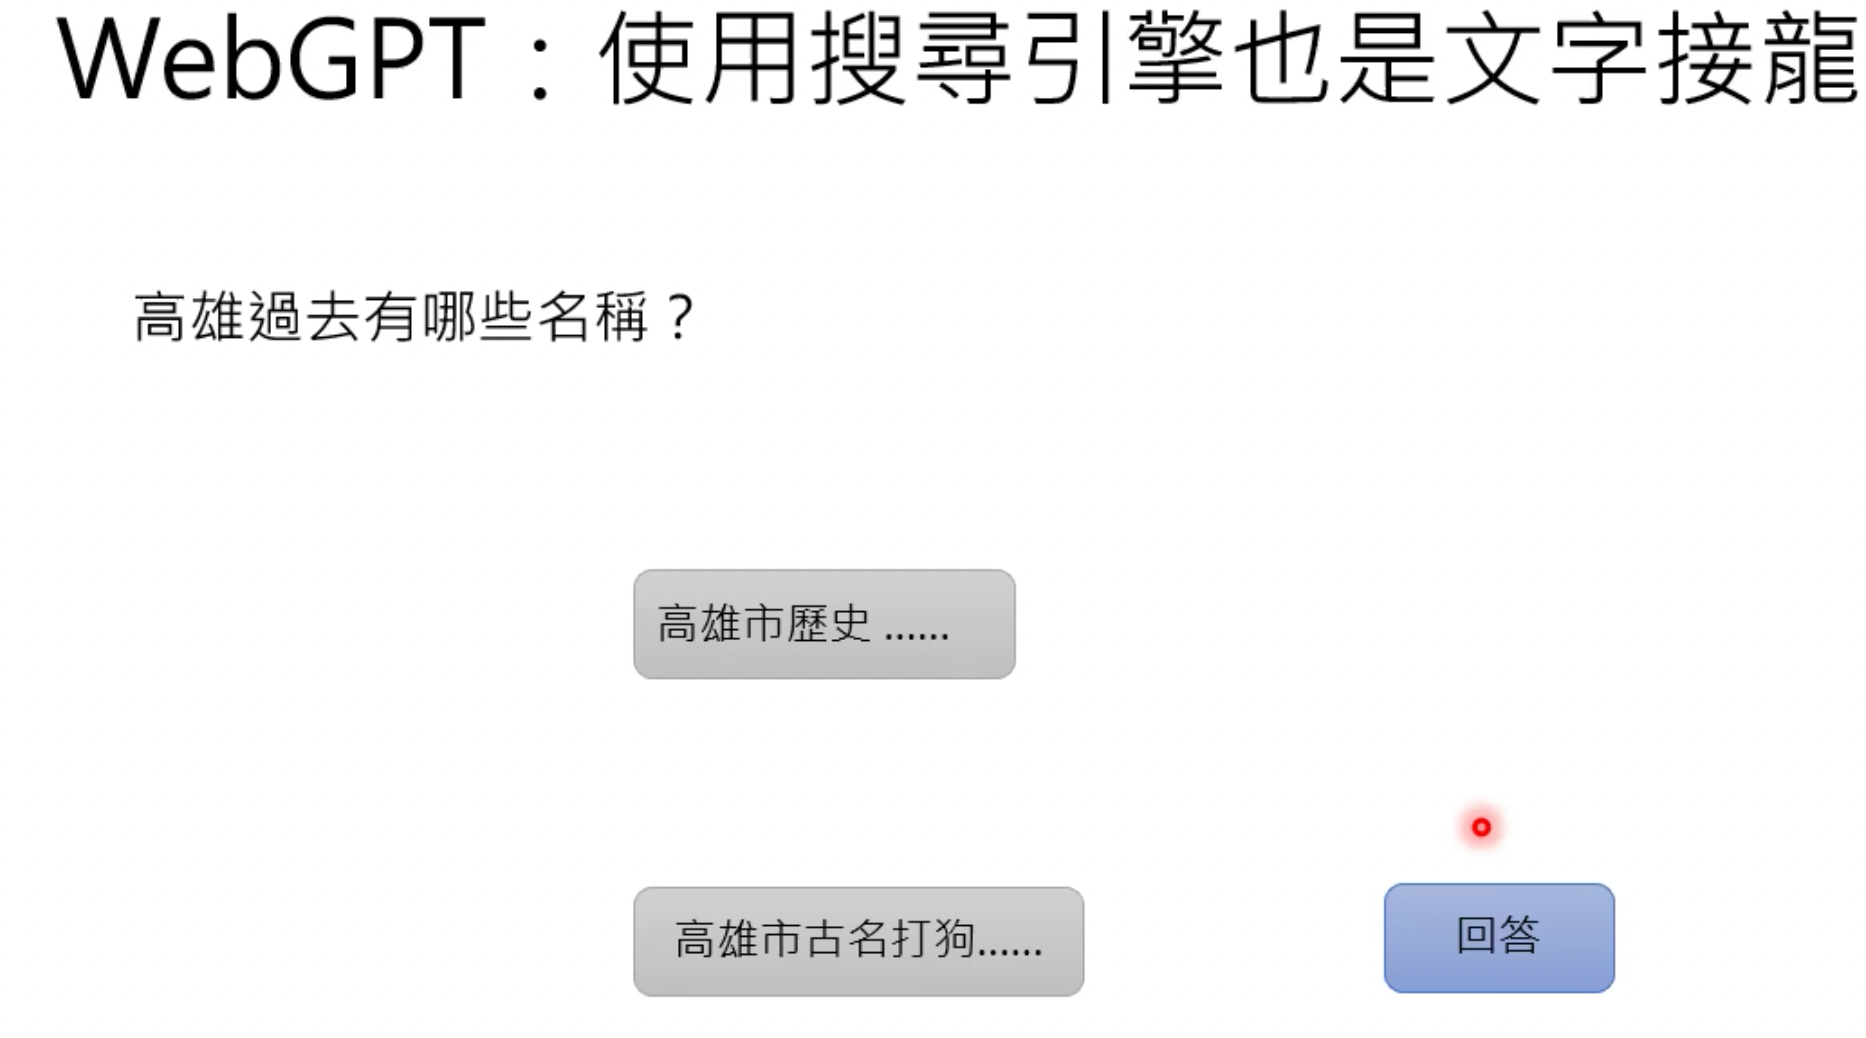 WebGPT：使用搜尋引擎也是文字接龍
高雄過去有哪些名稱？
高雄市歷史 ......
高雄市古名打狗......
回答